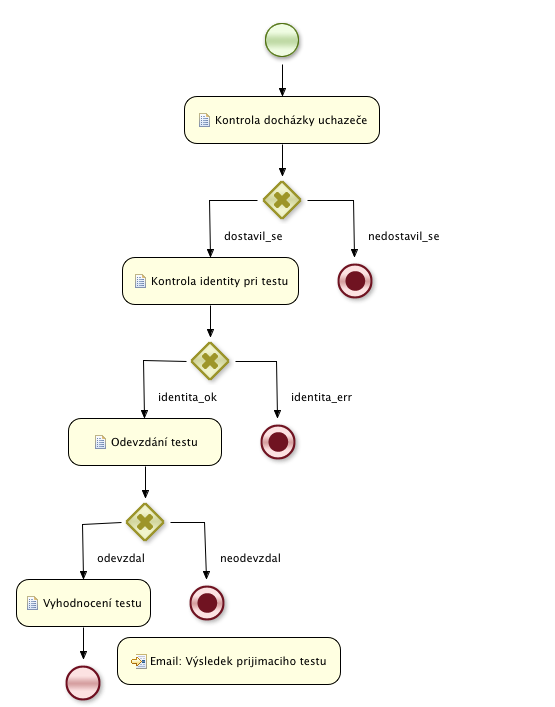 Kontrola docházky uchazeče
dostavil_se
nedostavil_se
Kontrola identity pri testu
identita_ok
identita_err
Odevzdání testu
odevzdal
neodevzdal
Vyhodnocení testu
Email: Výsledek prijimaciho testu